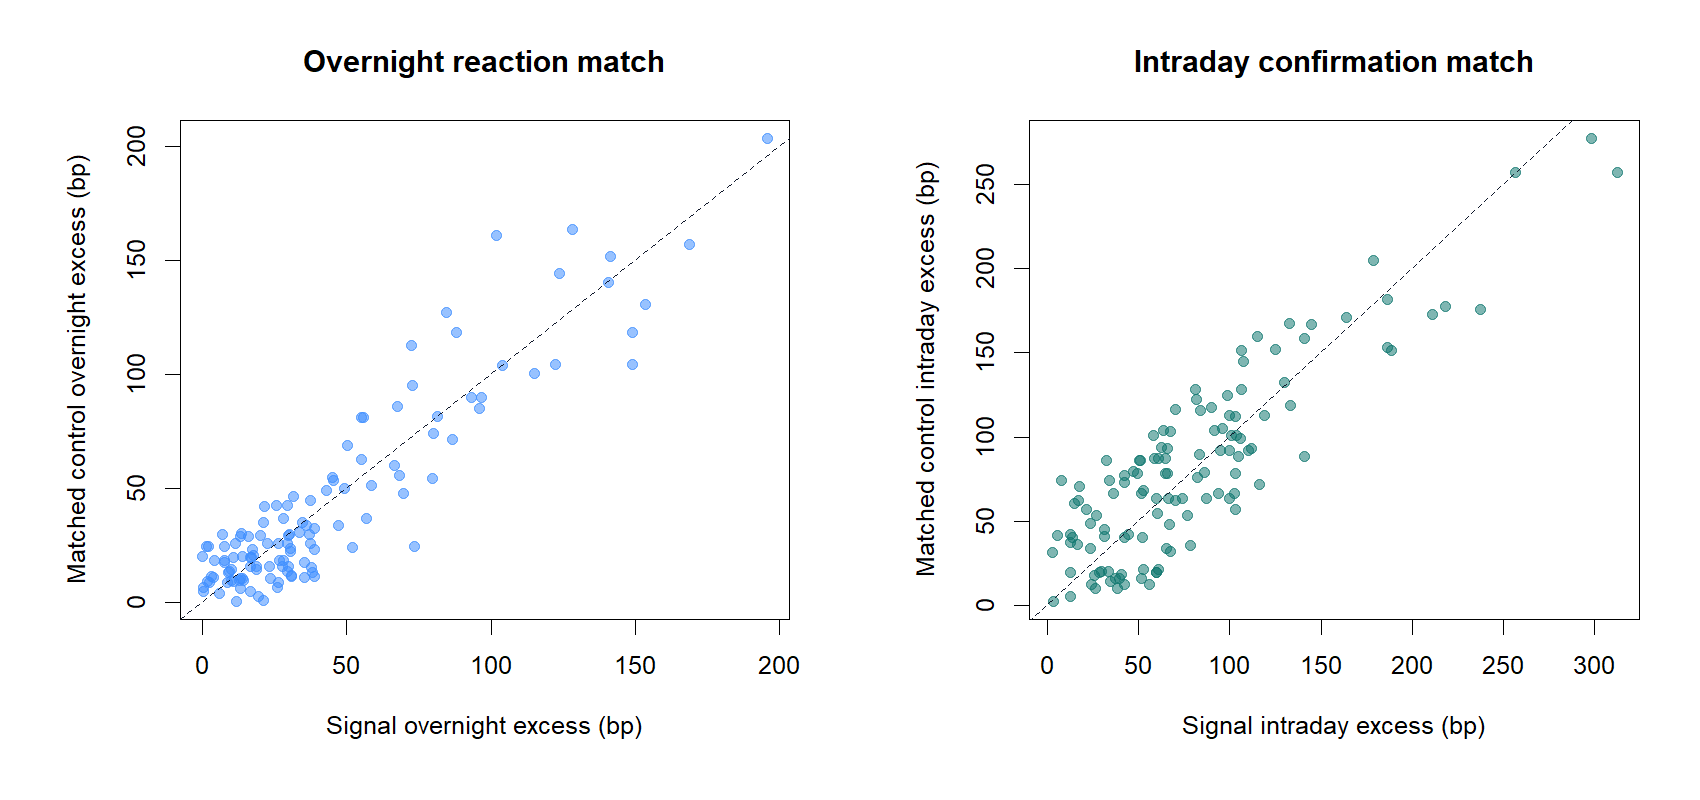 Overnight reaction match
Matched control overnight excess (bp)
200
150
100
50
0
0 50 100 150 200
Signal overnight excess (bp)
Intraday confirmation match
Matched control intraday excess (bp)
250
200
150
100
50
0
0 50 100 150 200 250 300
Signal intraday excess (bp)